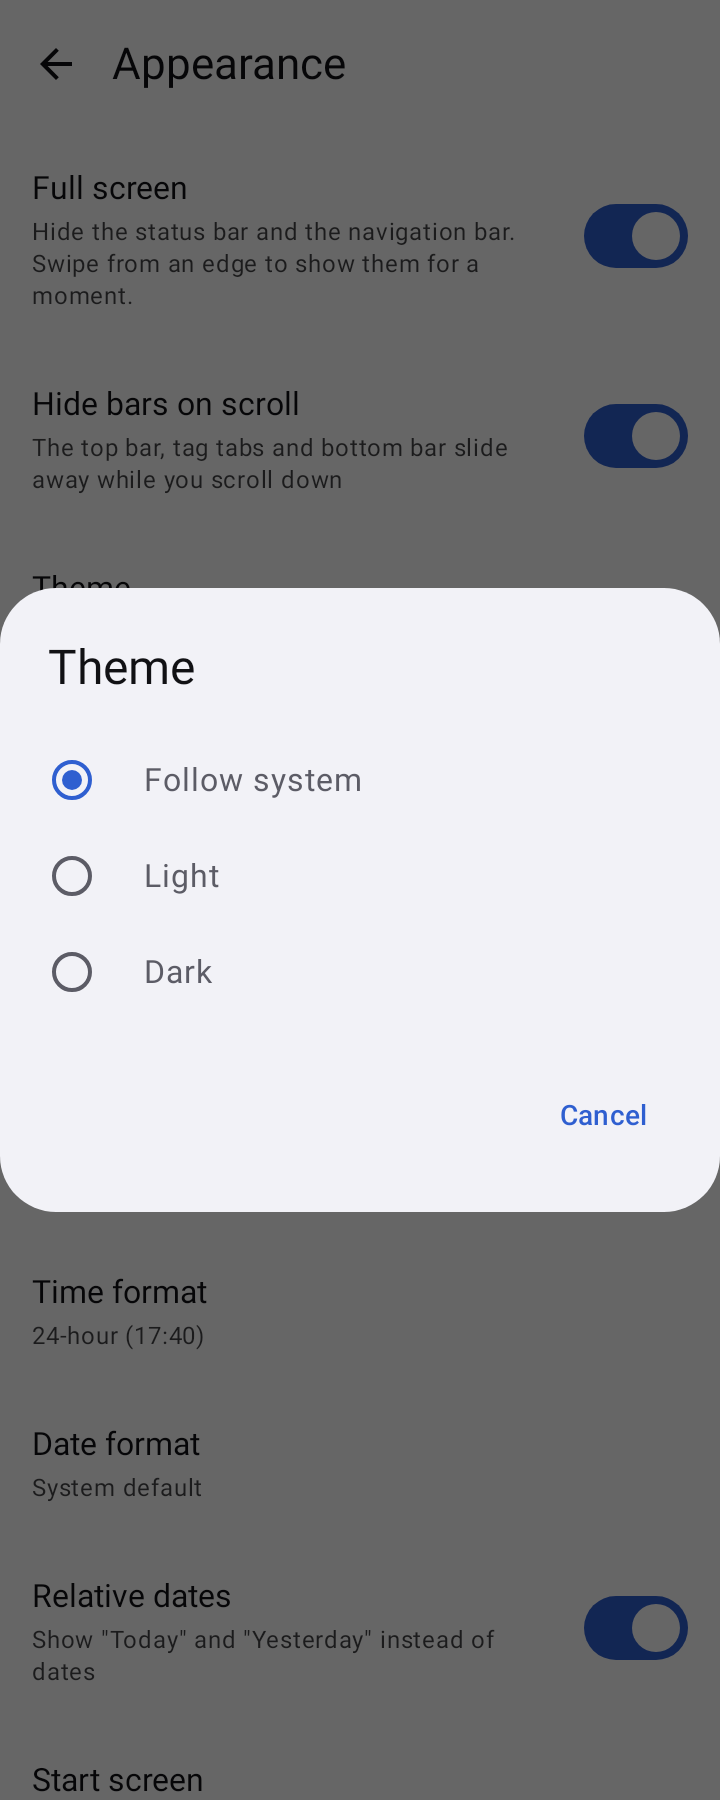 Appearance
Full screen
Hide the status bar and the navigation bar.
Swipe from an edge to show them for a
moment.
Hide bars on scroll
The top bar, tag tabs and bottom bar slide
away while you scroll down
Theme
Theme
Follow system
Light
Dark
Cancel
Time format
24-hour (17:40)
Date format
System default
Relative dates
Show "Today" and "Yesterday" instead of
dates
Start screen